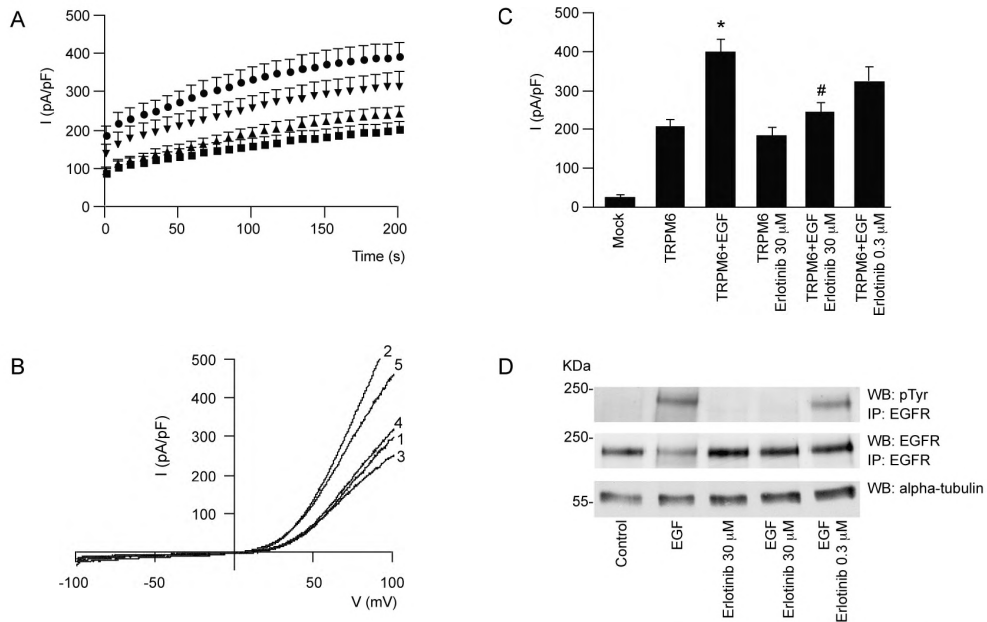 A
500
400
300
200
100
0
I (pA/pF)
0
50
100
150
200
Time (s)
B
500
400
300
200
100
I (pA/pF)
-100
-50
50
100
V (mV)
2
5
4
1
3
C
500
400
300
200
100
0
I (pA/pF)
*
#
Mock
TRPM6
TRPM6+EGF
TRPM6
Erlotinib 30 µM
TRPM6+EGF
Erlotinib 30 µM
TRPM6+EGF
Erlotinib 0.3 µM
D
KDa
250-
WB: pTyr
IP: EGFR
250-
WB: EGFR
IP: EGFR
55-
WB: alpha-tubulin
Control
EGF
Erlotinib 30 µM
EGF
Erlotinib 30 µM
EGF
Erlotinib 0.3 µM